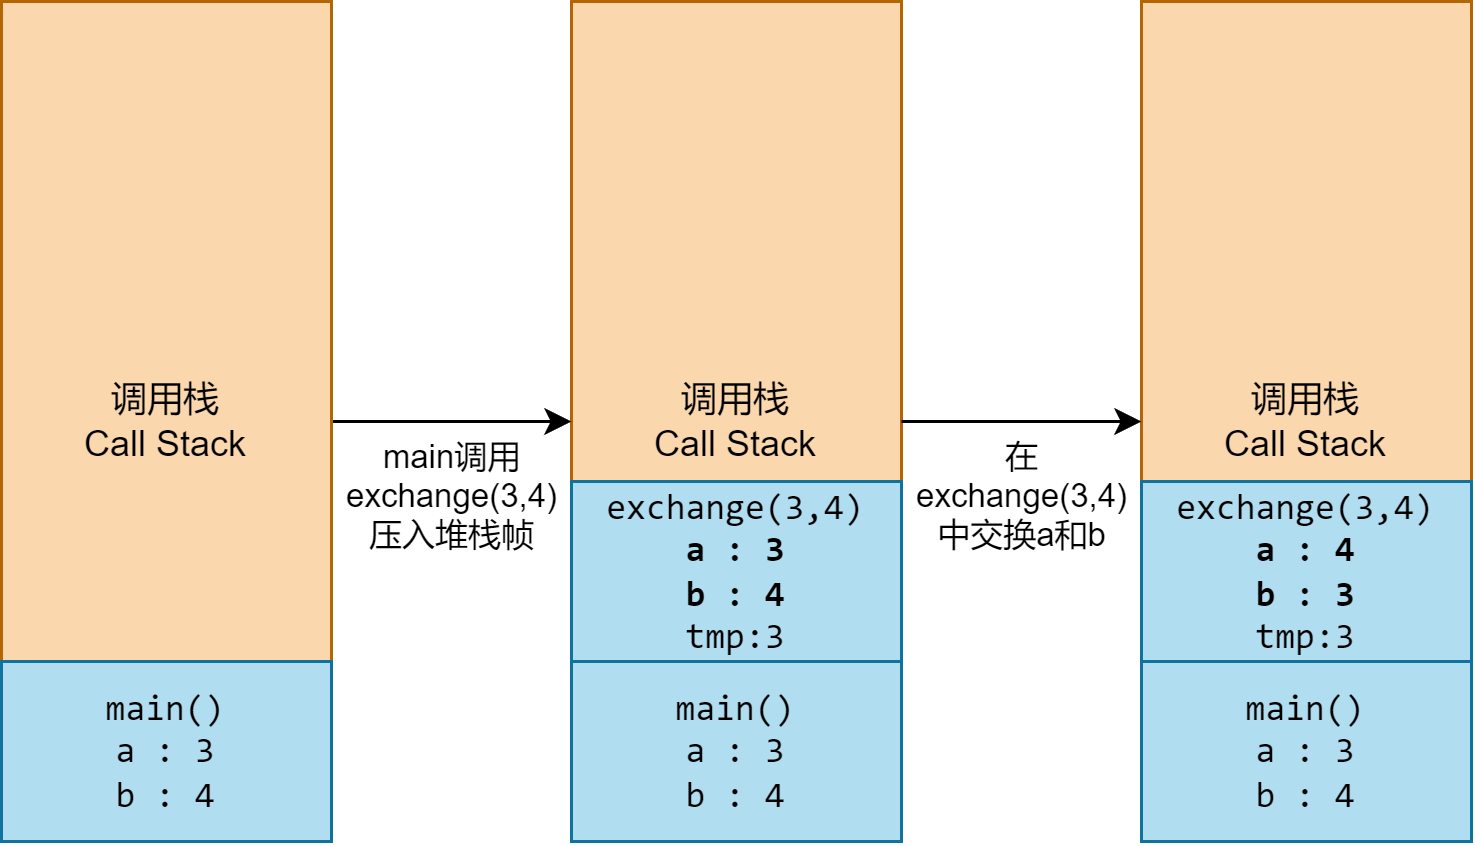 调用栈
Call Stack
main()
a : 3
b : 4
main调用
exchange(3,4)
压入堆栈帧
调用栈
Call Stack
exchange(3,4)
a : 3
b : 4
tmp:3
main()
a : 3
b : 4
在
exchange(3,4)
中交换a和b
调用栈
Call Stack
exchange(3,4)
a : 4
b : 3
tmp:3
main()
a : 3
b : 4